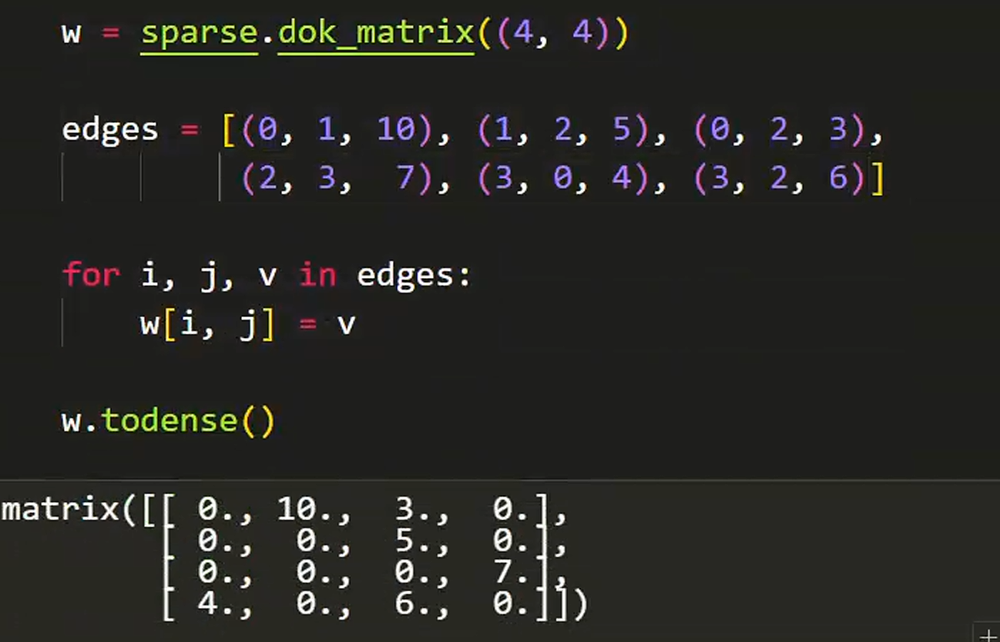 w = sparse.dok_matrix((4, 4))
edges = [(0, 1, 10), (1, 2, 5), (0, 2, 3),
         (2, 3,  7), (3, 0, 4), (3, 2, 6)]
for i, j, v in edges:
    w[i, j] = v
w.todense()
matrix([[ 0., 10.,  3.,  0.],
        [ 0.,  0.,  5.,  0.],
        [ 0.,  0.,  0.,  7.],
        [ 4.,  0.,  6.,  0.]])